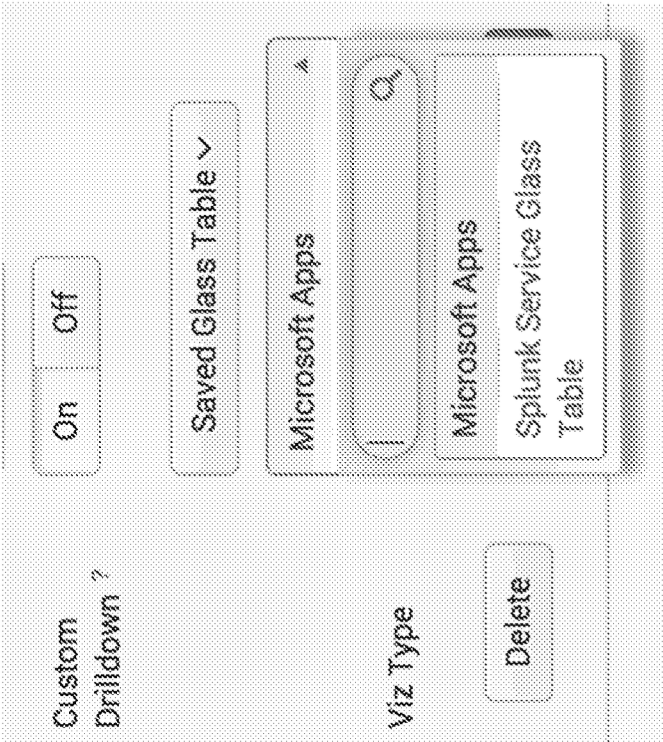 Custom
Drilldown ?
On Off
Saved Glass Table
Microsoft Apps
Viz Type
Microsoft Apps
Splunk Service Glass
Table
Delete